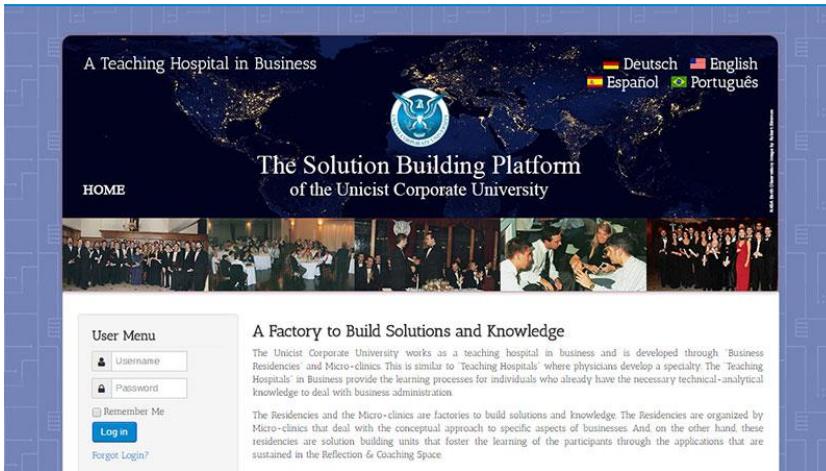 A Teaching Hospital in Business
Deutsch English
Español Português
The Solution Building Platform
of the Unicist Corporate University
HOME
User Menu
Username
Password
Remember Me
Log in
Forgot Login?
A Factory to Build Solutions and Knowledge
The Unicist Corporate University works as a teaching hospital in business and is developed through "Business
Residencies" and Micro-clinics. This is similar to "Teaching Hospitals" where physicians develop a specialty. The "Teaching
Hospitals" in Business provide the learning processes for individuals who already have the necessary technical-analytical
knowledge to deal with business administration.
The Residencies and the Micro-clinics are factories to build solutions and knowledge. The Residencies are organized by
Micro-clinics that deal with the conceptual approach to specific aspects of businesses. And, on the other hand, these
residencies are solution building units that foster the learning of the participants through the applications that are
sustained in the Reflection & Coaching Space.